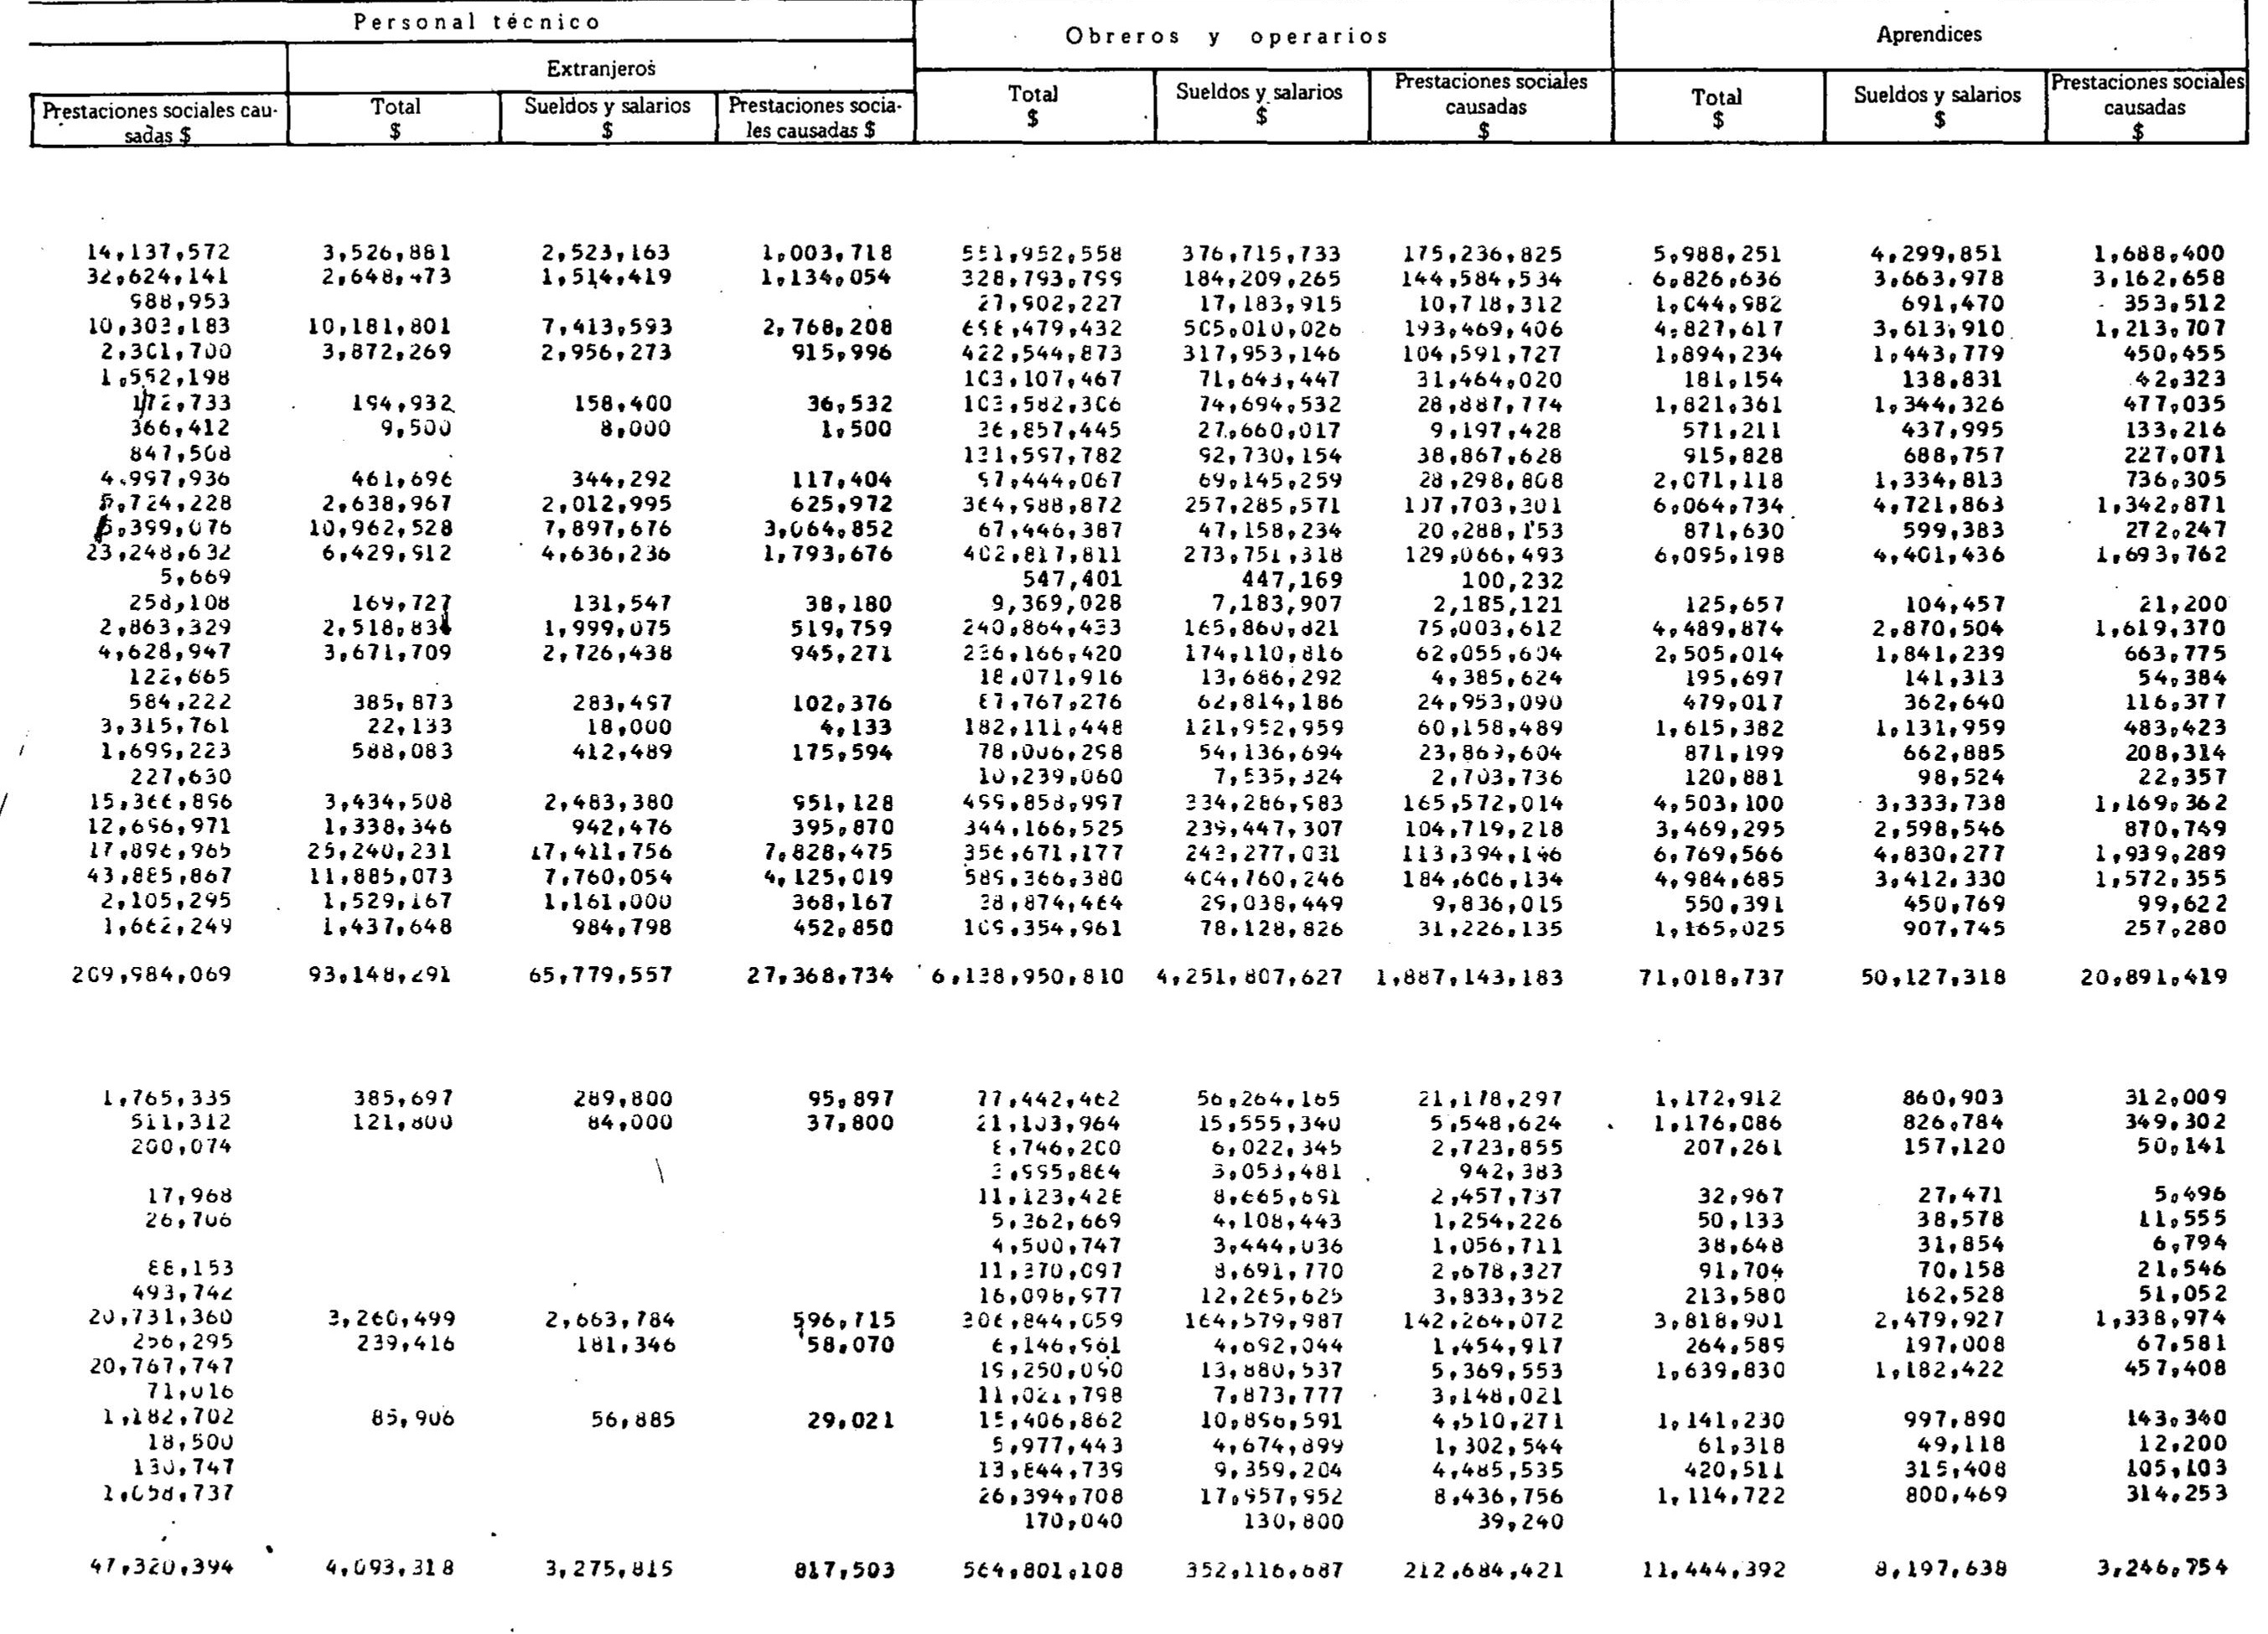 Personal técnico
Obreros y operarios
Aprendices
Extranjeros
Prestaciones sociales cau-
sadas $
Total
$
Sueldos y salarios
$
Prestaciones socia-
les causadas $
Total
$
Sueldos y salarios
$
Prestaciones sociales
causadas
$
Total
$
Sueldos y salarios
$
Prestaciones sociales
causadas
$
14,137,572 3,526,881 2,523,163 1,003,718 551,952,558 376,715,733 175,236,825 5,988,251 4,299,851 1,688,400
32,624,141 2,648,473 1,514,419 1,134,054 328,793,799 184,209,265 144,584,534 6,826,636 3,663,978 3,162,658
988,953 27,902,227 17,183,915 10,718,312 1,044,982 691,470 353,512
10,303,183 10,181,801 7,413,593 2,768,208 698,479,432 505,010,026 193,469,406 4,827,617 3,613,910 1,213,707
2,301,700 3,872,269 2,956,273 915,996 422,544,873 317,953,146 104,591,727 1,894,234 1,443,779 450,455
1,552,198 103,107,467 71,643,447 31,464,020 181,154 138,831 42,323
172,733 194,932 158,400 36,532 103,582,306 74,694,532 28,887,774 1,821,361 1,344,326 477,035
366,412 9,500 8,000 1,500 36,857,445 27,660,017 9,197,428 571,211 437,995 133,216
847,508 131,597,782 92,730,154 38,867,628 915,828 688,757 227,071
4,997,936 461,696 344,292 117,404 97,444,067 69,145,259 28,298,808 2,071,118 1,334,813 736,305
5,724,228 2,638,967 2,012,995 625,972 364,988,872 257,285,571 107,703,301 6,064,734 4,721,863 1,342,871
6,399,076 10,962,528 7,897,676 3,064,852 67,446,387 47,158,234 20,288,153 871,630 599,383 272,247
23,248,632 6,429,912 4,636,236 1,793,676 402,817,811 273,751,318 129,066,493 6,095,198 4,401,436 1,693,762
5,669 547,401 447,169 100,232
258,108 169,727 131,547 38,180 9,369,028 7,183,907 2,185,121 125,657 104,457 21,200
2,863,329 2,518,834 1,999,075 519,759 240,864,433 165,860,821 75,003,612 4,489,874 2,870,504 1,619,370
4,628,947 3,671,709 2,726,438 945,271 236,166,420 174,110,816 62,055,604 2,505,014 1,841,239 663,775
122,665 18,071,916 13,686,292 4,385,624 195,697 141,313 54,384
584,222 385,873 283,497 102,376 87,767,276 62,814,186 24,953,090 479,017 362,640 116,377
3,315,761 22,133 18,000 4,133 182,111,448 121,952,959 60,158,489 1,615,382 1,131,959 483,423
1,699,223 588,083 412,489 175,594 78,006,298 54,136,694 23,869,604 871,199 662,885 208,314
227,630 10,239,060 7,535,324 2,703,736 120,881 98,524 22,357
15,366,896 3,434,508 2,483,380 951,128 499,858,997 334,286,983 165,572,014 4,503,100 3,333,738 1,169,362
12,696,971 1,338,346 942,476 395,870 344,166,525 239,447,307 104,719,218 3,469,295 2,598,546 870,749
17,896,965 25,240,231 17,411,756 7,828,475 356,671,177 243,277,031 113,394,146 6,769,566 4,830,277 1,939,289
43,885,867 11,885,073 7,760,054 4,125,019 589,366,380 404,760,246 184,606,134 4,984,685 3,412,330 1,572,355
2,105,295 1,529,167 1,161,000 368,167 38,874,464 29,038,449 9,836,015 550,391 450,769 99,622
1,662,249 1,437,648 984,798 452,850 109,354,961 78,128,826 31,226,135 1,165,025 907,745 257,280
209,984,069 93,148,291 65,779,557 27,368,734 6,138,950,810 4,251,807,627 1,887,143,183 71,018,737 50,127,318 20,891,419
1,765,335 385,697 289,800 95,897 77,442,462 56,264,165 21,178,297 1,172,912 860,903 312,009
511,312 121,800 84,000 37,800 21,103,964 15,555,340 5,548,624 1,176,086 826,784 349,302
200,074 8,746,200 6,022,345 2,723,855 207,261 157,120 50,141
3,995,864 3,053,481 942,383
17,968 11,123,428 8,665,691 2,457,737 32,967 27,471 5,496
26,706 5,362,669 4,108,443 1,254,226 50,133 38,578 11,555
4,500,747 3,444,036 1,056,711 38,648 31,854 6,794
88,153 11,370,097 8,691,770 2,678,327 91,704 70,158 21,546
493,742 16,098,977 12,265,625 3,833,352 213,580 162,528 51,052
20,731,360 3,260,499 2,663,784 596,715 306,844,059 164,579,987 142,264,072 3,818,901 2,479,927 1,338,974
256,295 239,416 181,346 58,070 6,146,961 4,692,044 1,454,917 264,589 197,008 67,581
20,767,747 19,250,090 13,880,537 5,369,553 1,639,830 1,182,422 457,408
71,016 11,021,798 7,873,777 3,148,021
1,182,702 85,906 56,885 29,021 15,406,862 10,896,591 4,510,271 1,141,230 997,890 143,340
18,500 5,977,443 4,674,899 1,302,544 61,318 49,118 12,200
130,747 13,844,739 9,359,204 4,485,535 420,511 315,408 105,103
1,058,737 26,394,708 17,957,952 8,436,756 1,114,722 800,469 314,253
170,040 130,800 39,240
47,320,394 4,093,318 3,275,815 817,503 564,801,108 352,116,687 212,684,421 11,444,392 8,197,638 3,246,754